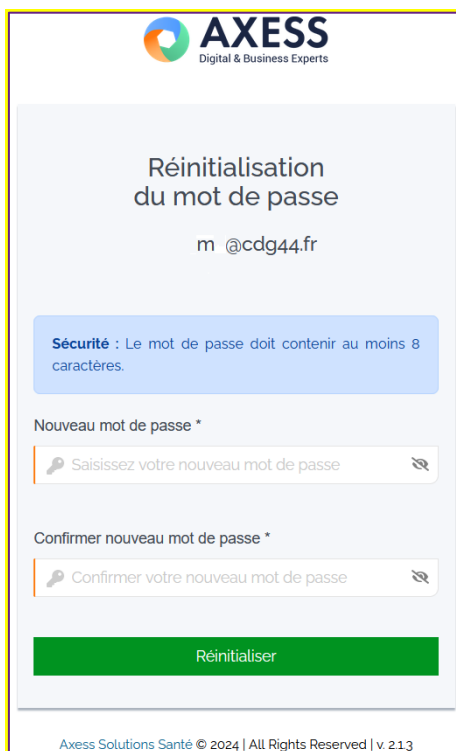 AXESS
Digital & Business Experts
Réinitialisation
du mot de passe
m @cdg44.fr
Sécurité : Le mot de passe doit contenir au moins 8
caractères.
Nouveau mot de passe *
Saisissez votre nouveau mot de passe
Confirmer nouveau mot de passe *
Confirmer votre nouveau mot de passe
Réinitialiser
Axess Solutions Santé © 2024 | All Rights Reserved | v. 2.1.3